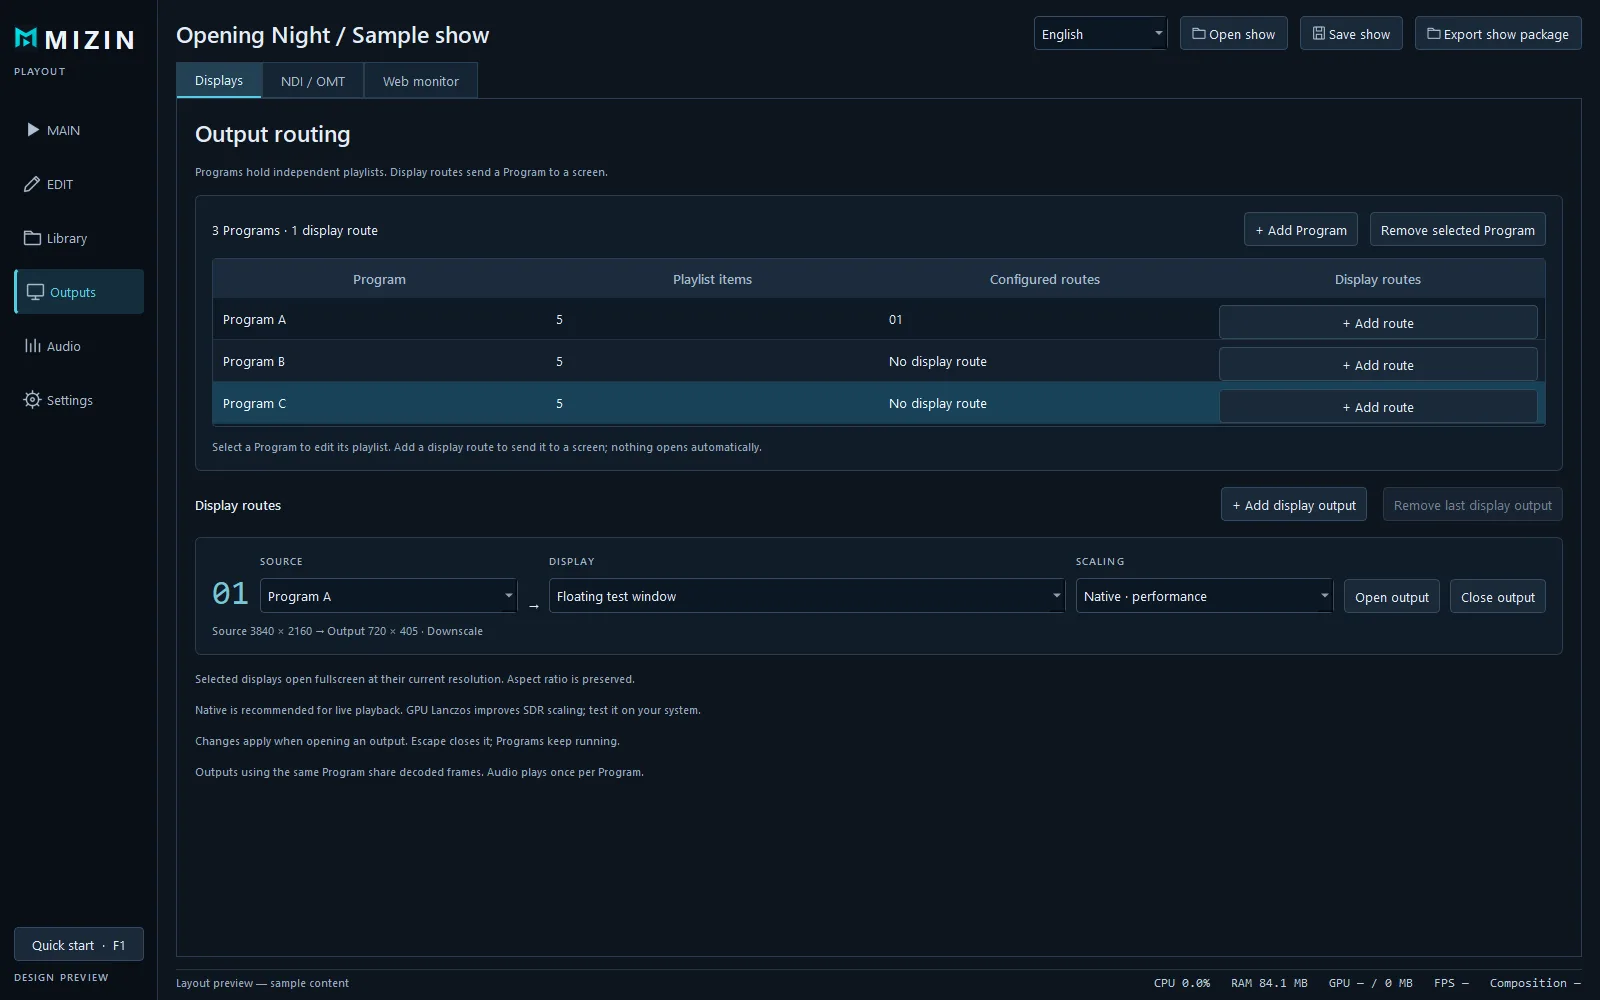 MIZIN
PLAYOUT
MAIN
EDIT
Library
Outputs
Audio
Settings
Quick start · F1
DESIGN PREVIEW
Opening Night / Sample show
English
Open show
Save show
Export show package
Displays
NDI / OMT
Web monitor
Output routing
Programs hold independent playlists. Display routes send a Program to a screen.
3 Programs · 1 display route
+ Add Program
Remove selected Program
Program Playlist items Configured routes Display routes
Program A 5 01 + Add route
Program B 5 No display route + Add route
Program C 5 No display route + Add route
Select a Program to edit its playlist. Add a display route to send it to a screen; nothing opens automatically.
Display routes
+ Add display output
Remove last display output
SOURCE DISPLAY SCALING
01 Program A → Floating test window Native · performance Open output Close output
Source 3840 × 2160 → Output 720 × 405 · Downscale
Selected displays open fullscreen at their current resolution. Aspect ratio is preserved.
Native is recommended for live playback. GPU Lanczos improves SDR scaling; test it on your system.
Changes apply when opening an output. Escape closes it; Programs keep running.
Outputs using the same Program share decoded frames. Audio plays once per Program.
Layout preview — sample content
CPU 0.0% RAM 84.1 MB GPU — / 0 MB FPS — Composition —